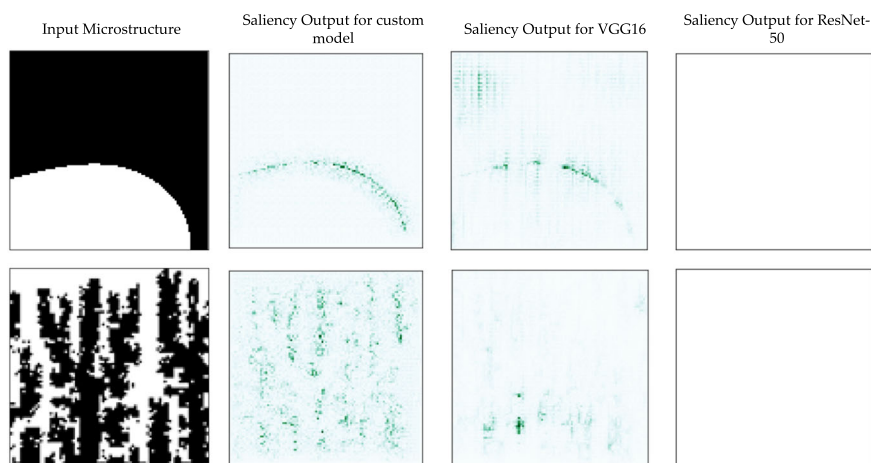 Input Microstructure
Saliency Output for custom
model
Saliency Output for VGG16
Saliency Output for ResNet-
50